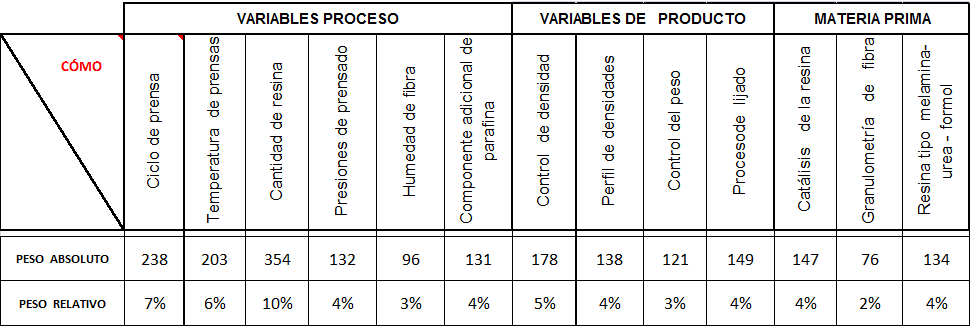 VARIABLES PROCESO VARIABLES DE PRODUCTO MATERIA PRIMA
CÓMO
Ciclo de prensa
Temperatura de prensas
Cantidad de resina
Presiones de prensado
Humedad de fibra
Componente adicional de
parafina
Control de densidad
Perfil de densidades
Control del peso
Procesode lijado
Catálisis de la resina
Granulometría de fibra
Resina tipo melamina-
urea - formol
PESO ABSOLUTO 238 203 354 132 96 131 178 138 121 149 147 76 134
PESO RELATIVO 7% 6% 10% 4% 3% 4% 5% 4% 3% 4% 4% 2% 4%